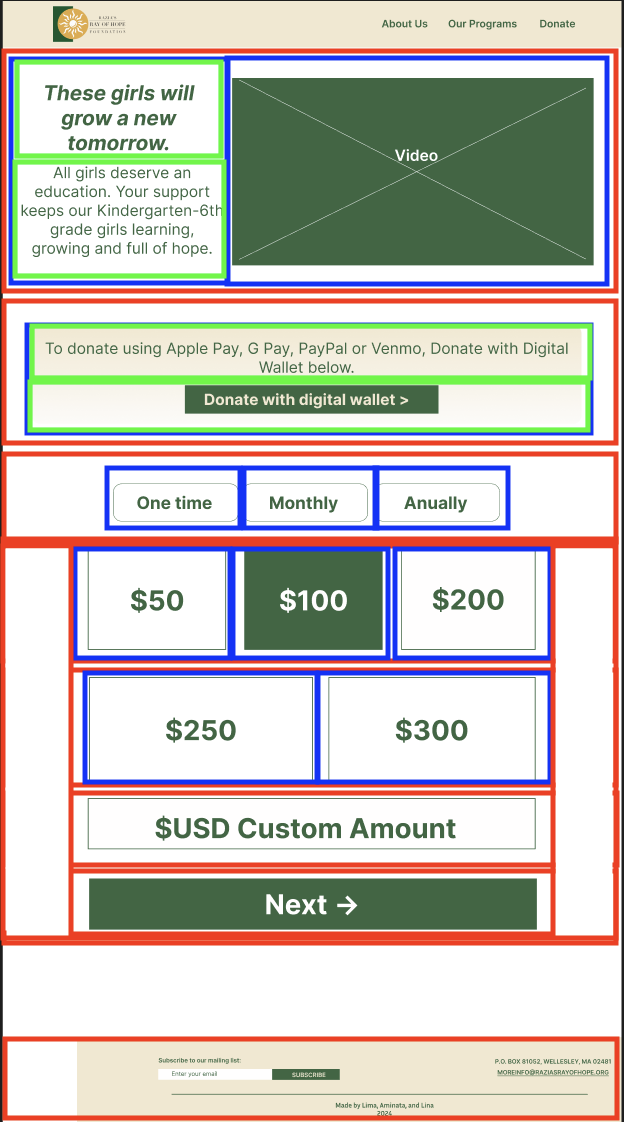 RAZIA'S
RAY OF HOPE
FOUNDATION
About Us
Our Programs
Donate
These girls will
grow a new
tomorrow.
All girls deserve an
education. Your support
keeps our Kindergarten-6th
grade girls learning,
growing and full of hope.
Video
To donate using Apple Pay, G Pay, PayPal or Venmo, Donate with Digital
Wallet below.
Donate with digital wallet >
One time
Monthly
Anually
$50
$100
$200
$250
$300
$USD Custom Amount
Next →
Subscribe to our mailing list:
Enter your email
SUBSCRIBE
P.O. BOX 81052, WELLESLEY, MA 02481
MOREINFO@RAZIASRAYOFHOPE.ORG
Made by Lima, Aminata, and Lina
2024